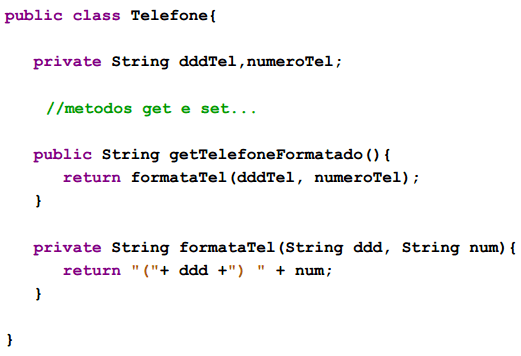 public class Telefone{
private String dddTel,numeroTel;
//metodos get e set...
public String getTelefoneFormatado(){
return formataTel(dddTel, numeroTel);
}
private String formataTel(String ddd, String num){
return "("+ ddd +") " + num;
}
}